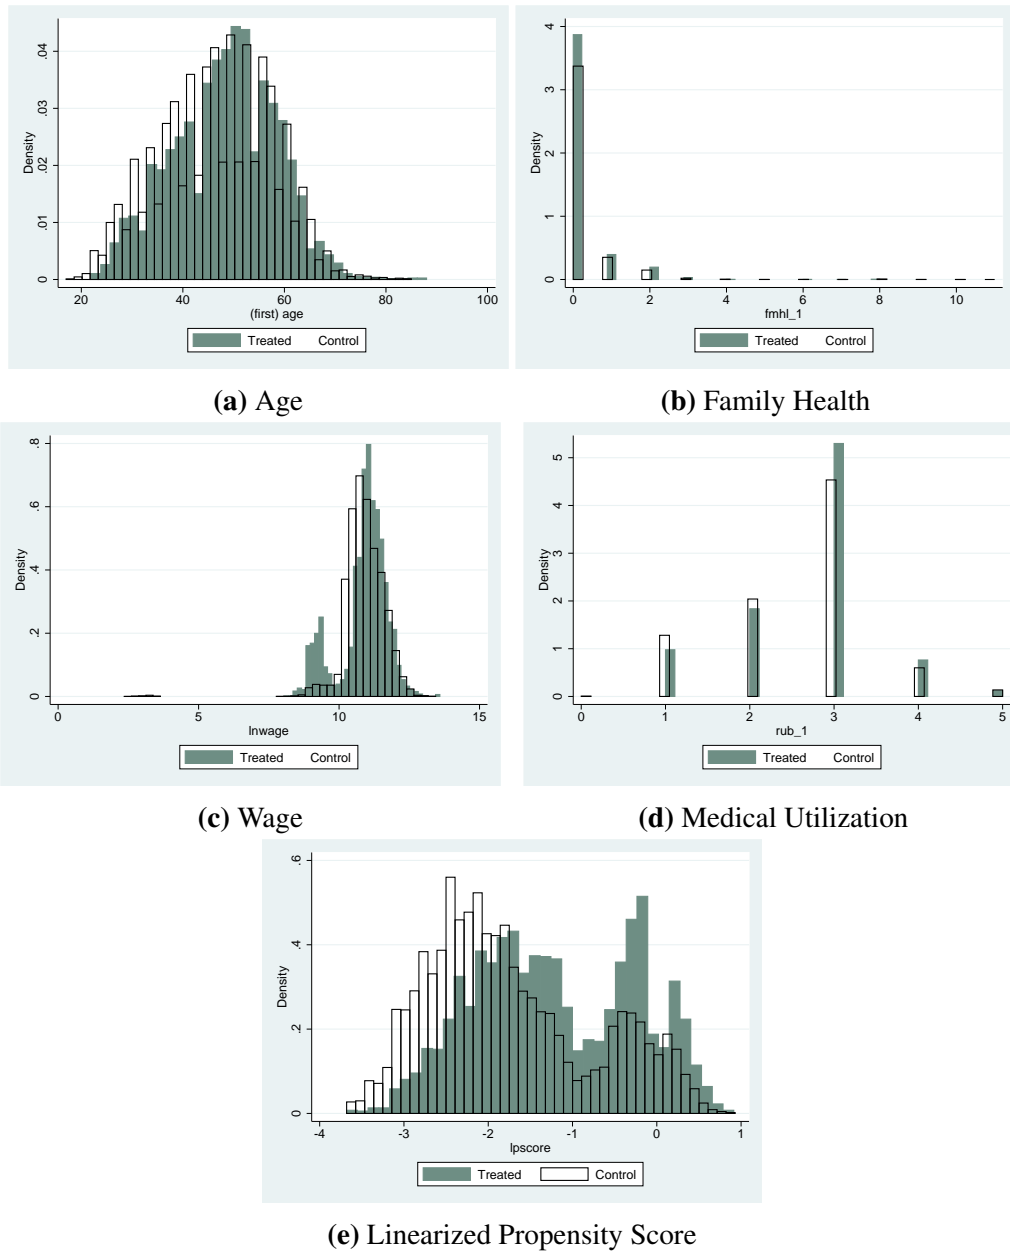 Density
0 .01 .02 .03 .04
20 40 60 80 100
(first) age
Treated Control
(a) Age
Density
0 1 2 3 4
0 2 4 6 8 10
fmhl_1
Treated Control
(b) Family Health
Density
0 .2 .4 .6 .8
0 5 10 15
lnwage
Treated Control
(c) Wage
Density
0 1 2 3 4 5
0 1 2 3 4 5
rub_1
Treated Control
(d) Medical Utilization
Density
0 .2 .4 .6
-4 -3 -2 -1 0 1
lpscore
Treated Control
(e) Linearized Propensity Score